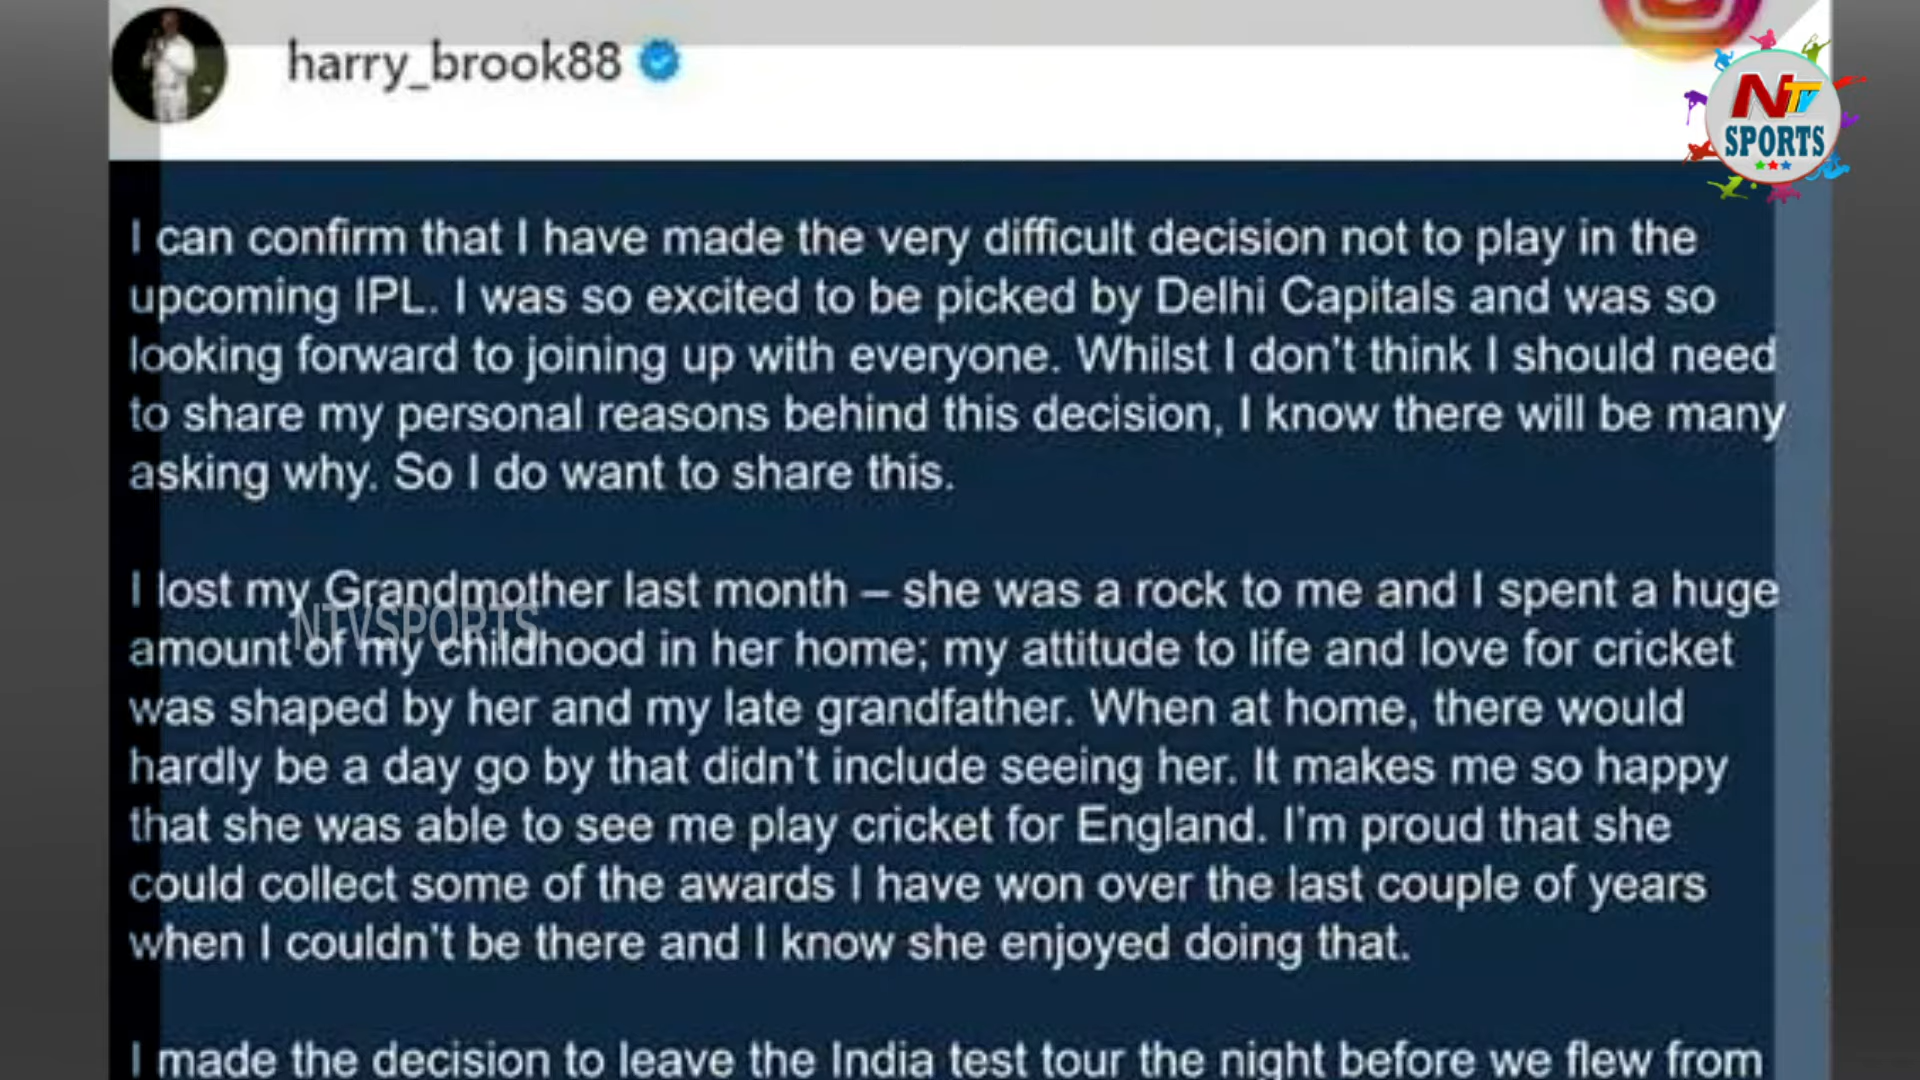 harry_brook88
NTV
SPORTS
I can confirm that I have made the very difficult decision not to play in the
upcoming IPL. I was so excited to be picked by Delhi Capitals and was so
looking forward to joining up with everyone. Whilst I don't think I should need
to share my personal reasons behind this decision, I know there will be many
asking why. So I do want to share this.
I lost my Grandmother last month – she was a rock to me and I spent a huge
NTVSPORTS
amount of my childhood in her home; my attitude to life and love for cricket
was shaped by her and my late grandfather. When at home, there would
hardly be a day go by that didn't include seeing her. It makes me so happy
that she was able to see me play cricket for England. I'm proud that she
could collect some of the awards I have won over the last couple of years
when I couldn't be there and I know she enjoyed doing that.
I made the decision to leave the India test tour the night before we flew from